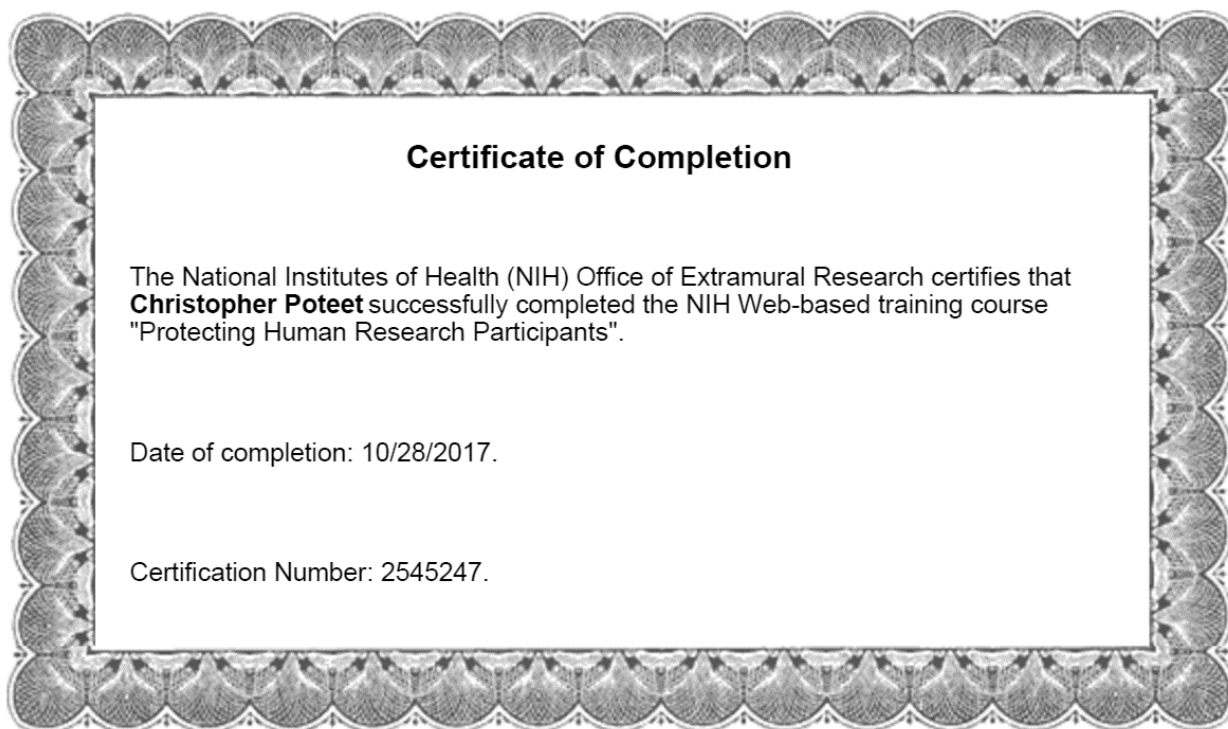 Certificate of Completion
The National Institutes of Health (NIH) Office of Extramural Research certifies that
Christopher Poteet successfully completed the NIH Web-based training course
"Protecting Human Research Participants".
Date of completion: 10/28/2017.
Certification Number: 2545247.